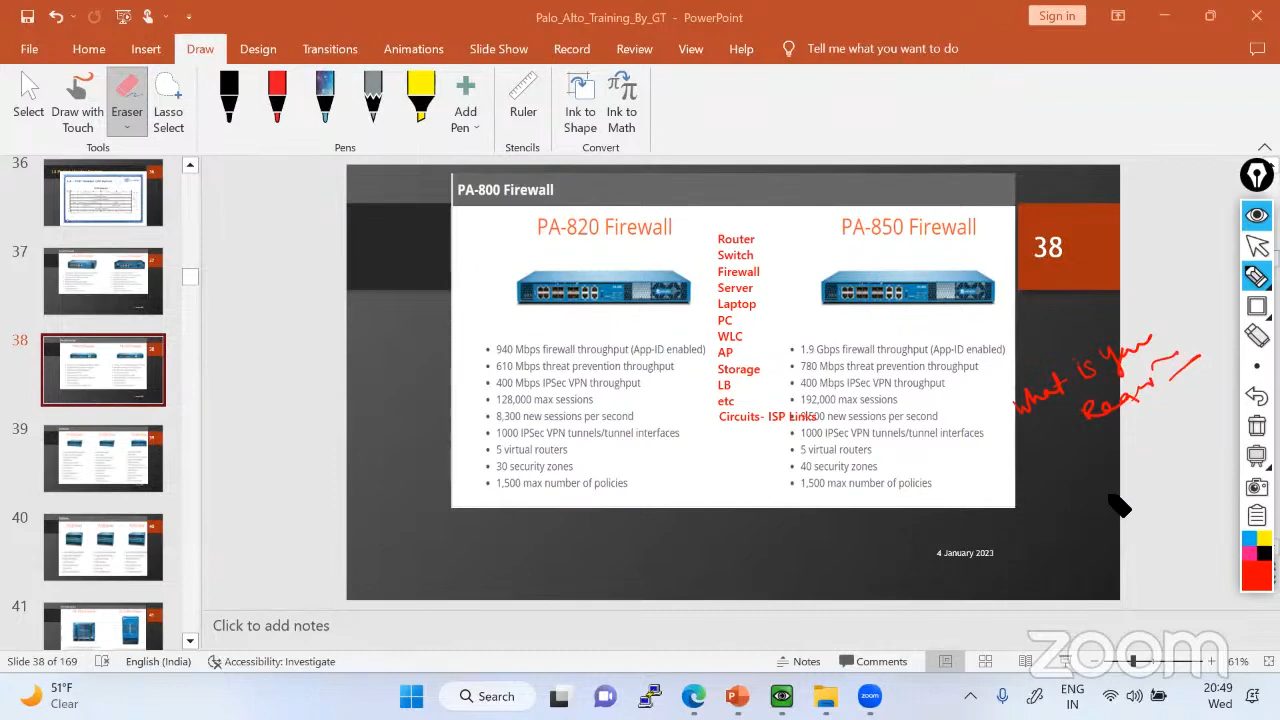 Palo_Alto_Training_By_GT - PowerPoint
Sign in
File Home Insert Draw Design Transitions Animations Slide Show Record Review View Help Tell me what you want to do
Select
Draw with Touch
Eraser
Lasso Select
Add Pen
Ruler
Ink to Shape
Ink to Math
Tools
Pens
Stencils
Convert
36
37
38
39
40
41
PA-800 Firewall
38
PA-820 Firewall
940 Mbps firewall throughput (App-ID enabled)
610 Mbps threat prevention throughput
400 Mbps IPSec VPN throughput
128,000 max sessions
8,300 new sessions per second
1000 IPSec VPN tunnels/tunnel interfaces
5 virtual routers
security zones
1,500 max number of policies
Router
Switch
Firewall
Server
Laptop
PC
WLC
AP
Storage
LB
etc
Circuits- ISP Links
PA-850 Firewall
1.9 Gbps firewall throughput (App-ID enabled)
780 Mbps threat prevention throughput
400 Mbps IPSec VPN throughput
192,000 max sessions
new sessions per second
1000 IPSec VPN tunnels/tunnel interfaces
5 virtual routers
40 security zones
1,500 max number of policies
What is you
4 January 2023
Click to add notes
zoom
Slide 38 of 169 English (India) Accessibility: Investigate Notes Comments 61%
51°F
Clear
Search
zoom
ENG
IN
20:49
Wed